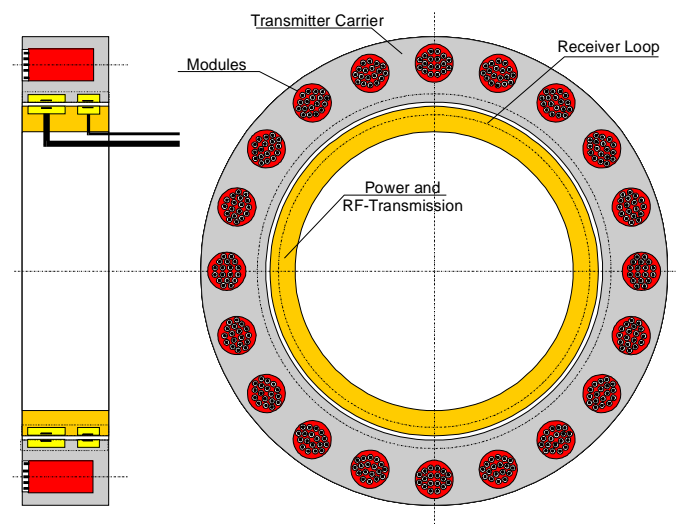 Transmitter Carrier
Receiver Loop
Modules
Power and
RF-Transmission